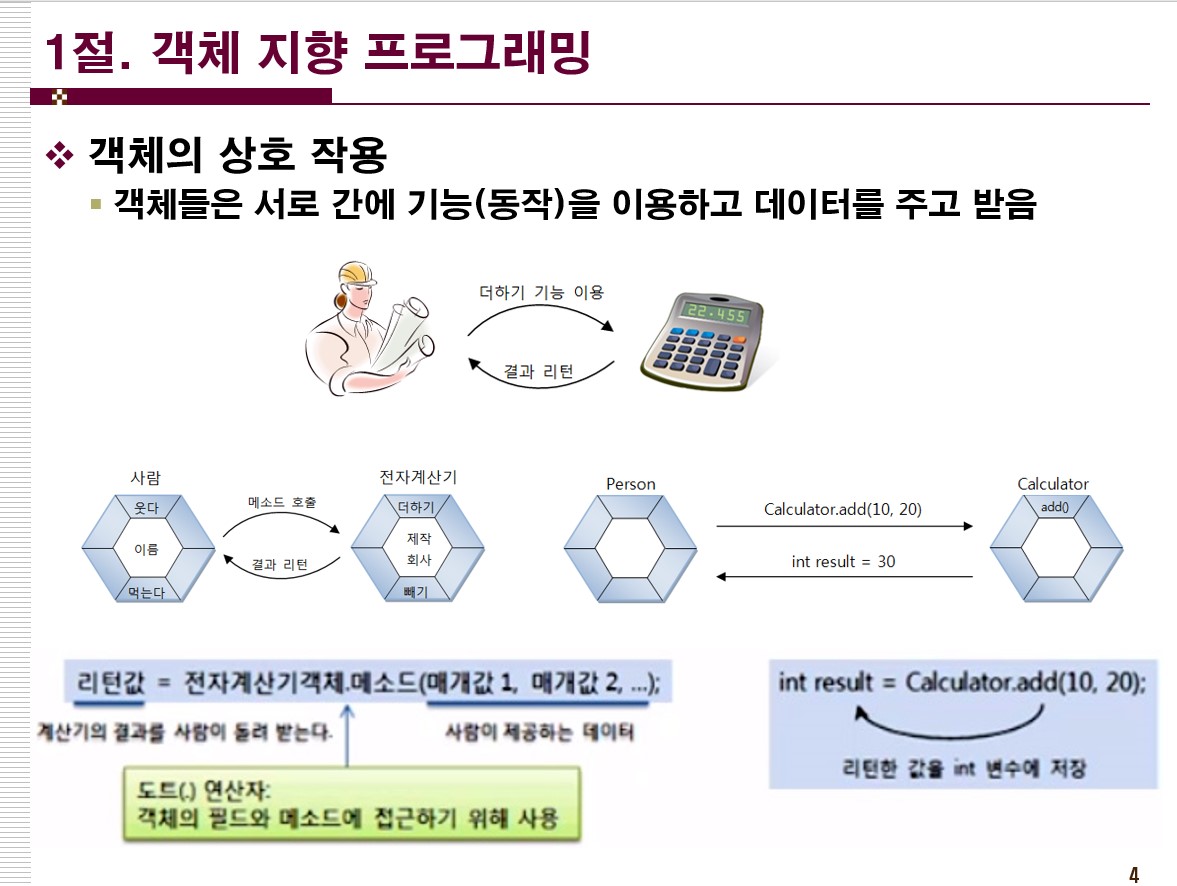 1절. 객체 지향 프로그래밍
객체의 상호 작용
객체들은 서로 간에 기능(동작)을 이용하고 데이터를 주고 받음
더하기 기능 이용
22.455
결과 리턴
사람
웃다
이름
먹는다
메소드 호출
결과 리턴
전자계산기
더하기
제작
회사
빼기
Person
Calculator.add(10, 20)
int result = 30
Calculator
add()
리턴값 = 전자계산기객체.메소드(매개값1, 매개값2, ...);
계산기의 결과를 사람이 돌려 받는다.
사람이 제공하는 데이터
도트(.) 연산자:
객체의 필드와 메소드에 접근하기 위해 사용
int result = Calculator.add(10, 20);
리턴한 값을 int 변수에 저장
4